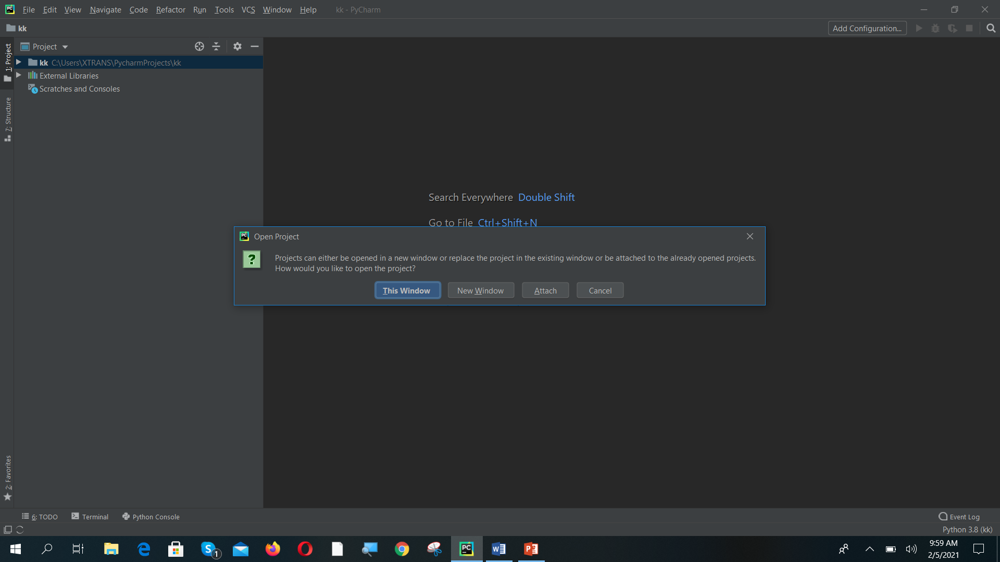 File Edit View Navigate Code Refactor Run Tools VCS Window Help kk - PyCharm
kk
Add Configuration...
Project
kk C:\Users\XTRANS\PycharmProjects\kk
External Libraries
Scratches and Consoles
1: Project
7: Structure
2: Favorites
Search Everywhere Double Shift
Go to File Ctrl+Shift+N
Open Project
Projects can either be opened in a new window or replace the project in the existing window or be attached to the already opened projects.
How would you like to open the project?
This Window New Window Attach Cancel
6: TODO Terminal Python Console
Event Log
Python 3.8 (kk)
9:59 AM
2/5/2021